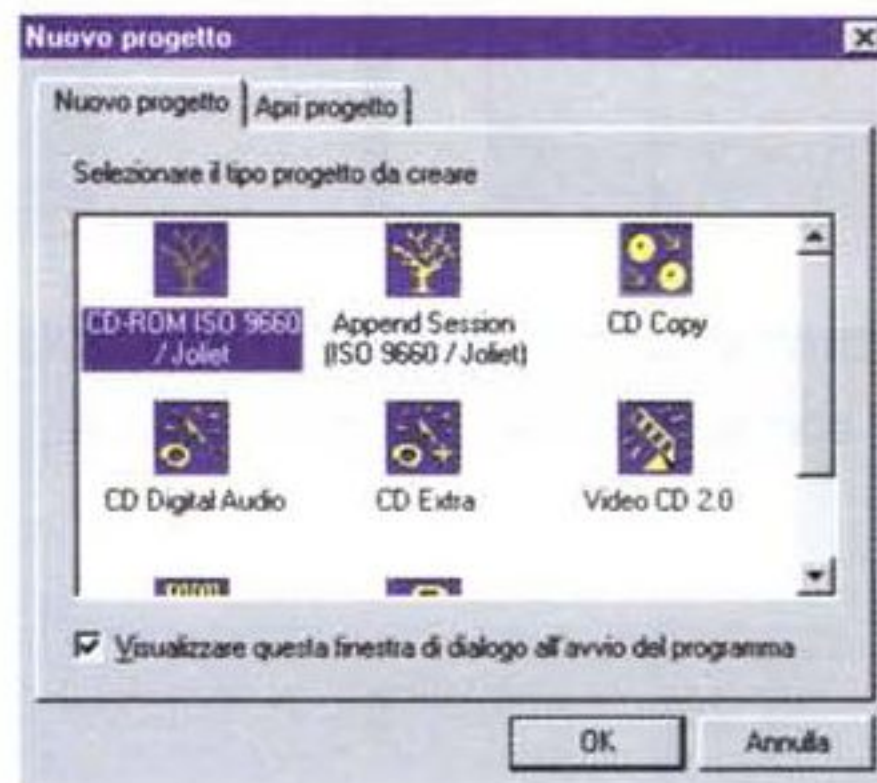 Nuovo progetto
Nuovo progetto Apri progetto
Selezionare il tipo progetto da creare
CD-ROM ISO 9660
/ Joliet
Append Session
(ISO 9660 / Joliet)
CD Copy
CD Digital Audio
CD Extra
Video CD 2.0
Visualizzare questa finestra di dialogo all'avvio del programma
OK Annulla